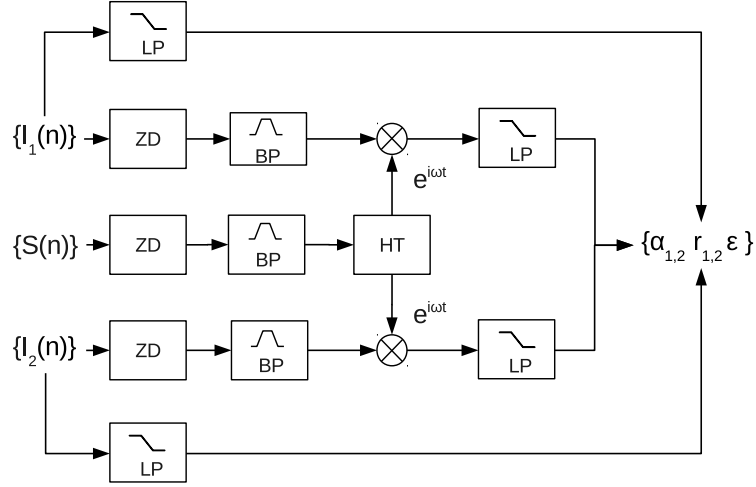 LP
{I₁(n)} ZD BP LP
e^{iωt}
{S(n)} ZD BP HT {α₁,₂ r₁,₂ ε }
e^{iωt}
{I₂(n)} ZD BP LP
LP